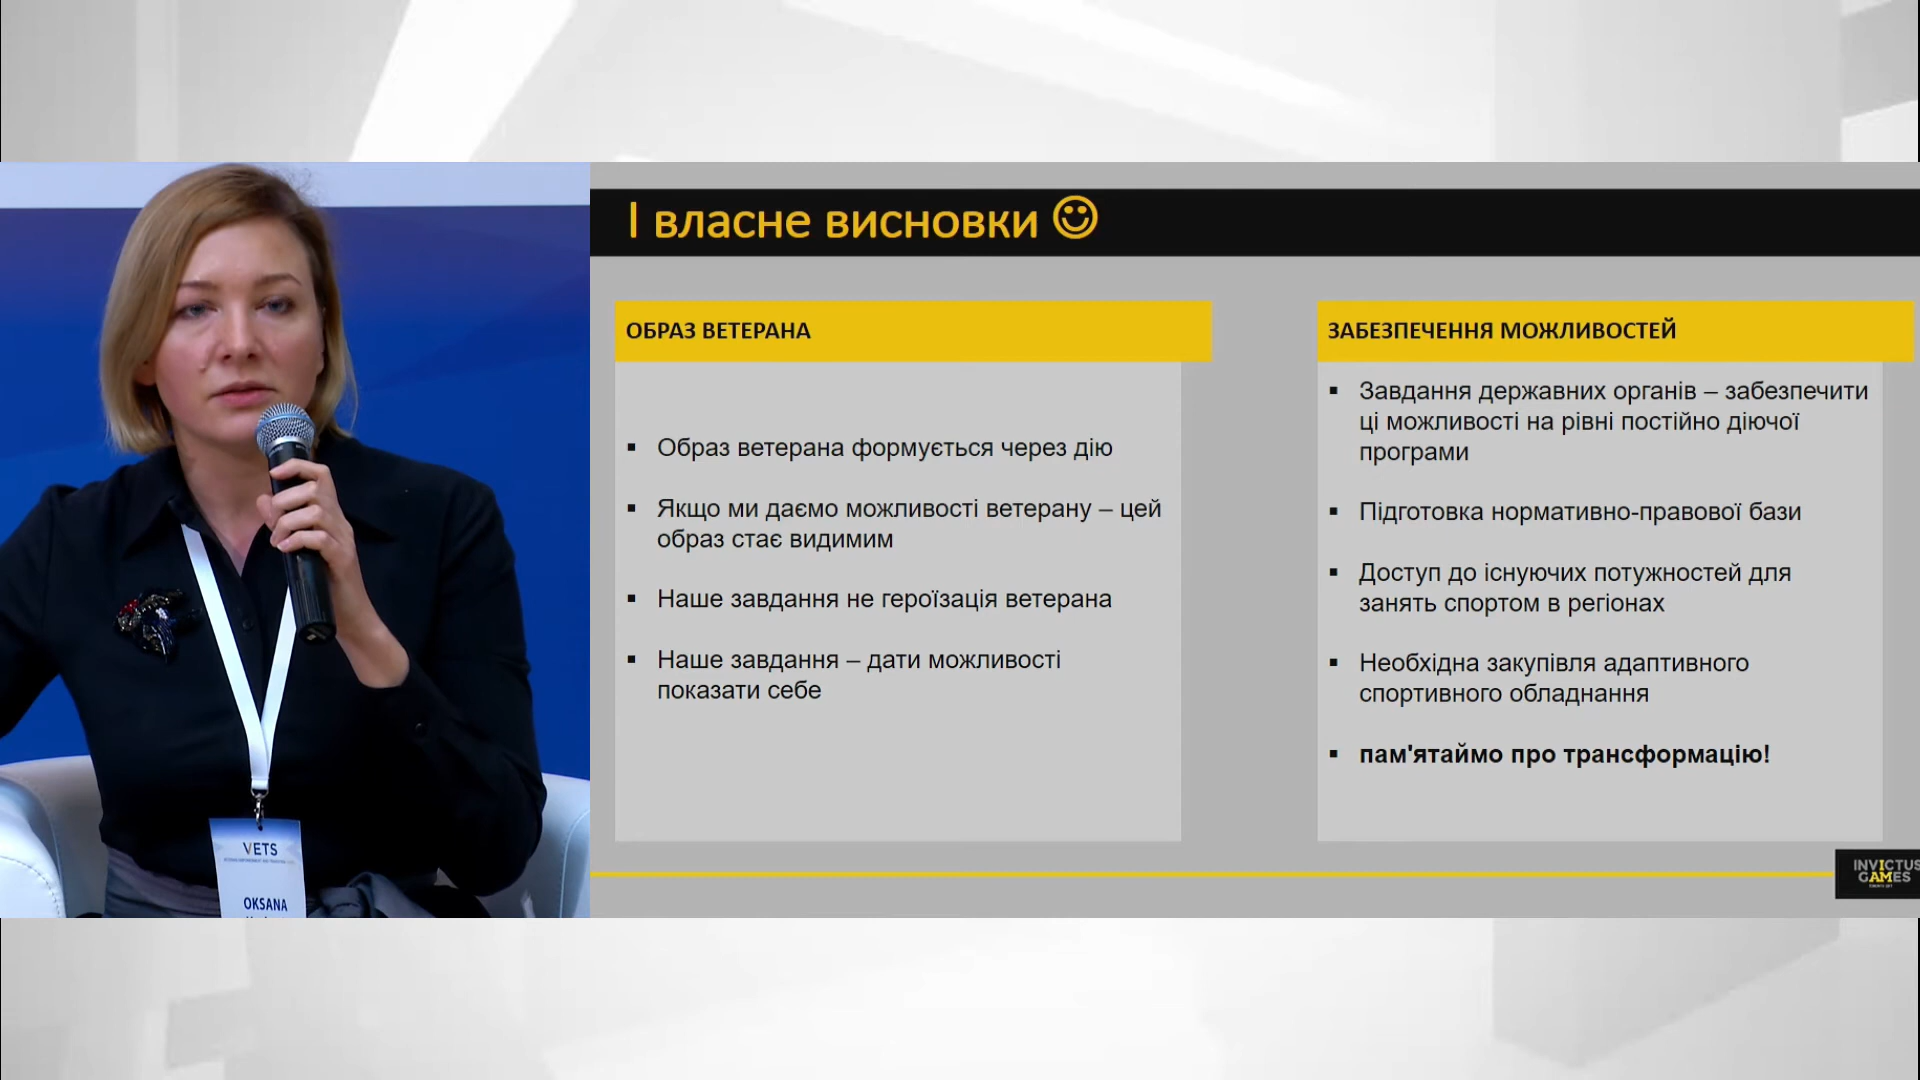 І власне висновки ☺
ОБРАЗ ВЕТЕРАНА
▪ Образ ветерана формується через дію
▪ Якщо ми даємо можливості ветерану – цей
образ стає видимим
▪ Наше завдання не героїзація ветерана
▪ Наше завдання – дати можливості
показати себе
ЗАБЕЗПЕЧЕННЯ МОЖЛИВОСТЕЙ
▪ Завдання державних органів – забезпечити
ці можливості на рівні постійно діючої
програми
▪ Підготовка нормативно-правової бази
▪ Доступ до існуючих потужностей для
занять спортом в регіонах
▪ Необхідна закупівля адаптивного
спортивного обладнання
▪ пам'ятаймо про трансформацію!
INVICTUS
GAMES
VETS
OKSANA